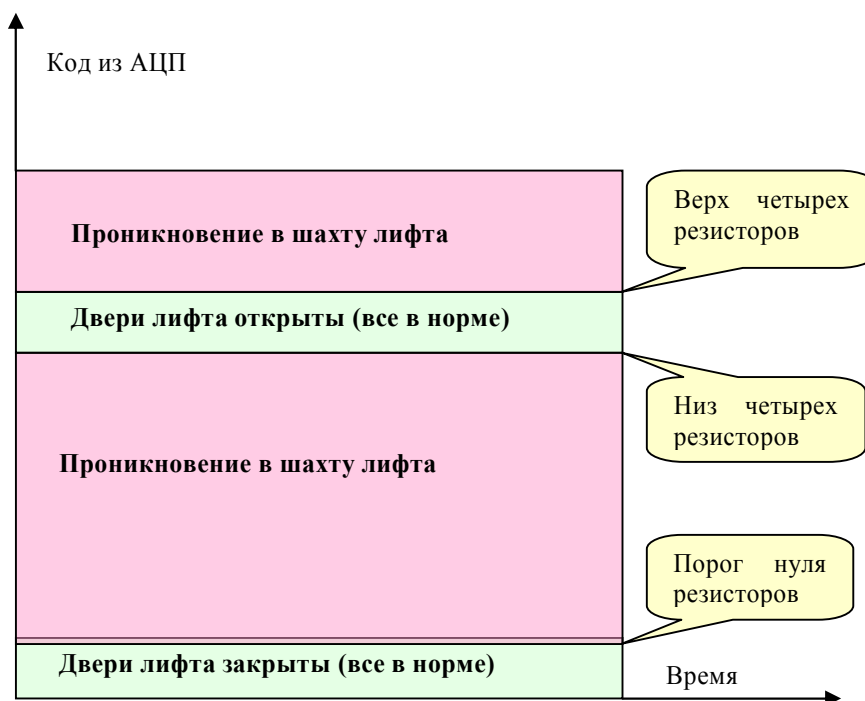 Код из АЦП
Верх четырех
резисторов
Проникновение в шахту лифта
Двери лифта открыты (все в норме)
Низ четырех
резисторов
Проникновение в шахту лифта
Порог нуля
резисторов
Двери лифта закрыты (все в норме)
Время